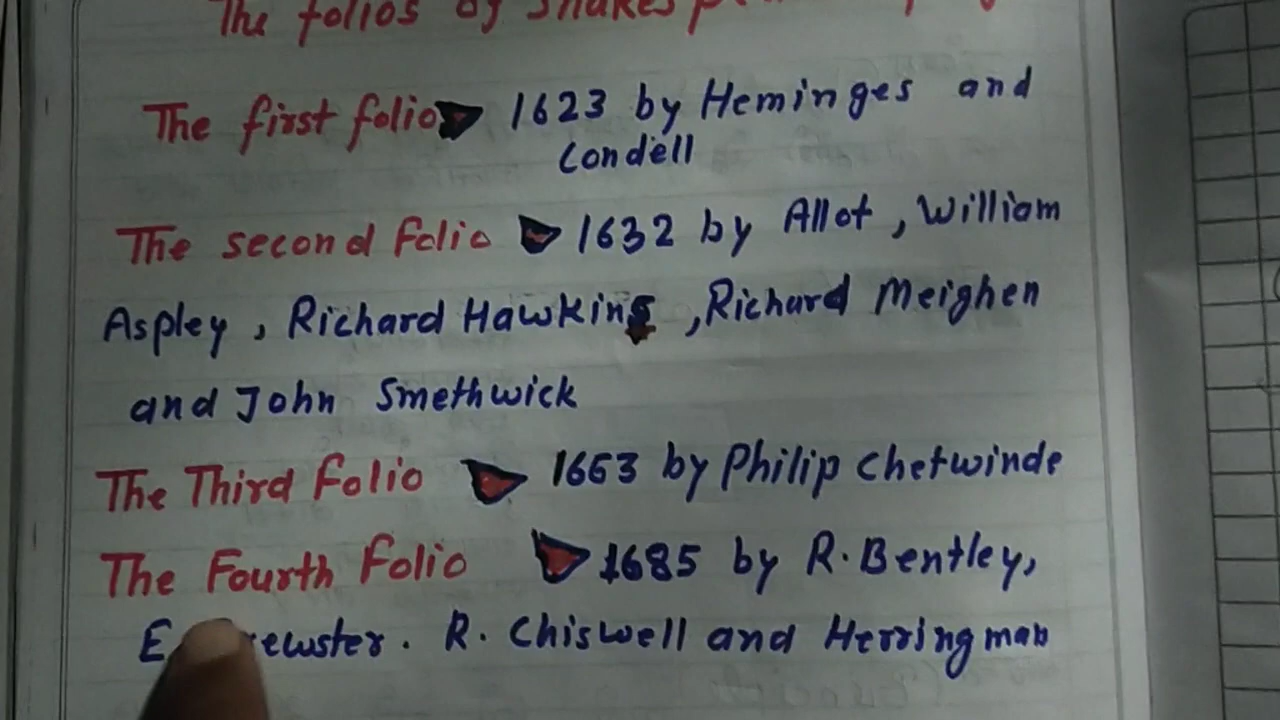 The folios of Shakesp
The first folio 1623 by Heminges and
Condell
The second Folio 1632 by Allot, William
Aspley, Richard Hawkins, Richard Meighen
and John Smethwick
The Third Folio 1663 by Philip Chetwinde
The Fourth Folio 1685 by R. Bentley,
E. R. Chiswell and Herringman